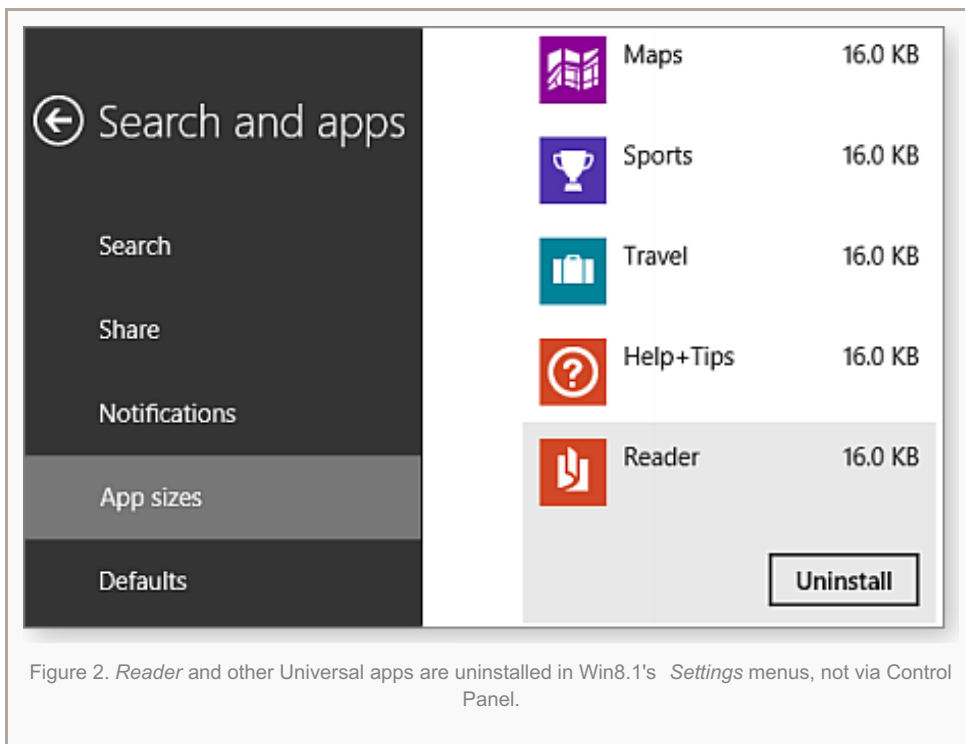 Search and apps
Search
Share
Notifications
App sizes
Defaults
Maps 16.0 KB
Sports 16.0 KB
Travel 16.0 KB
Help+Tips 16.0 KB
Reader 16.0 KB
Uninstall
Figure 2. Reader and other Universal apps are uninstalled in Win8.1's Settings menus, not via Control
Panel.